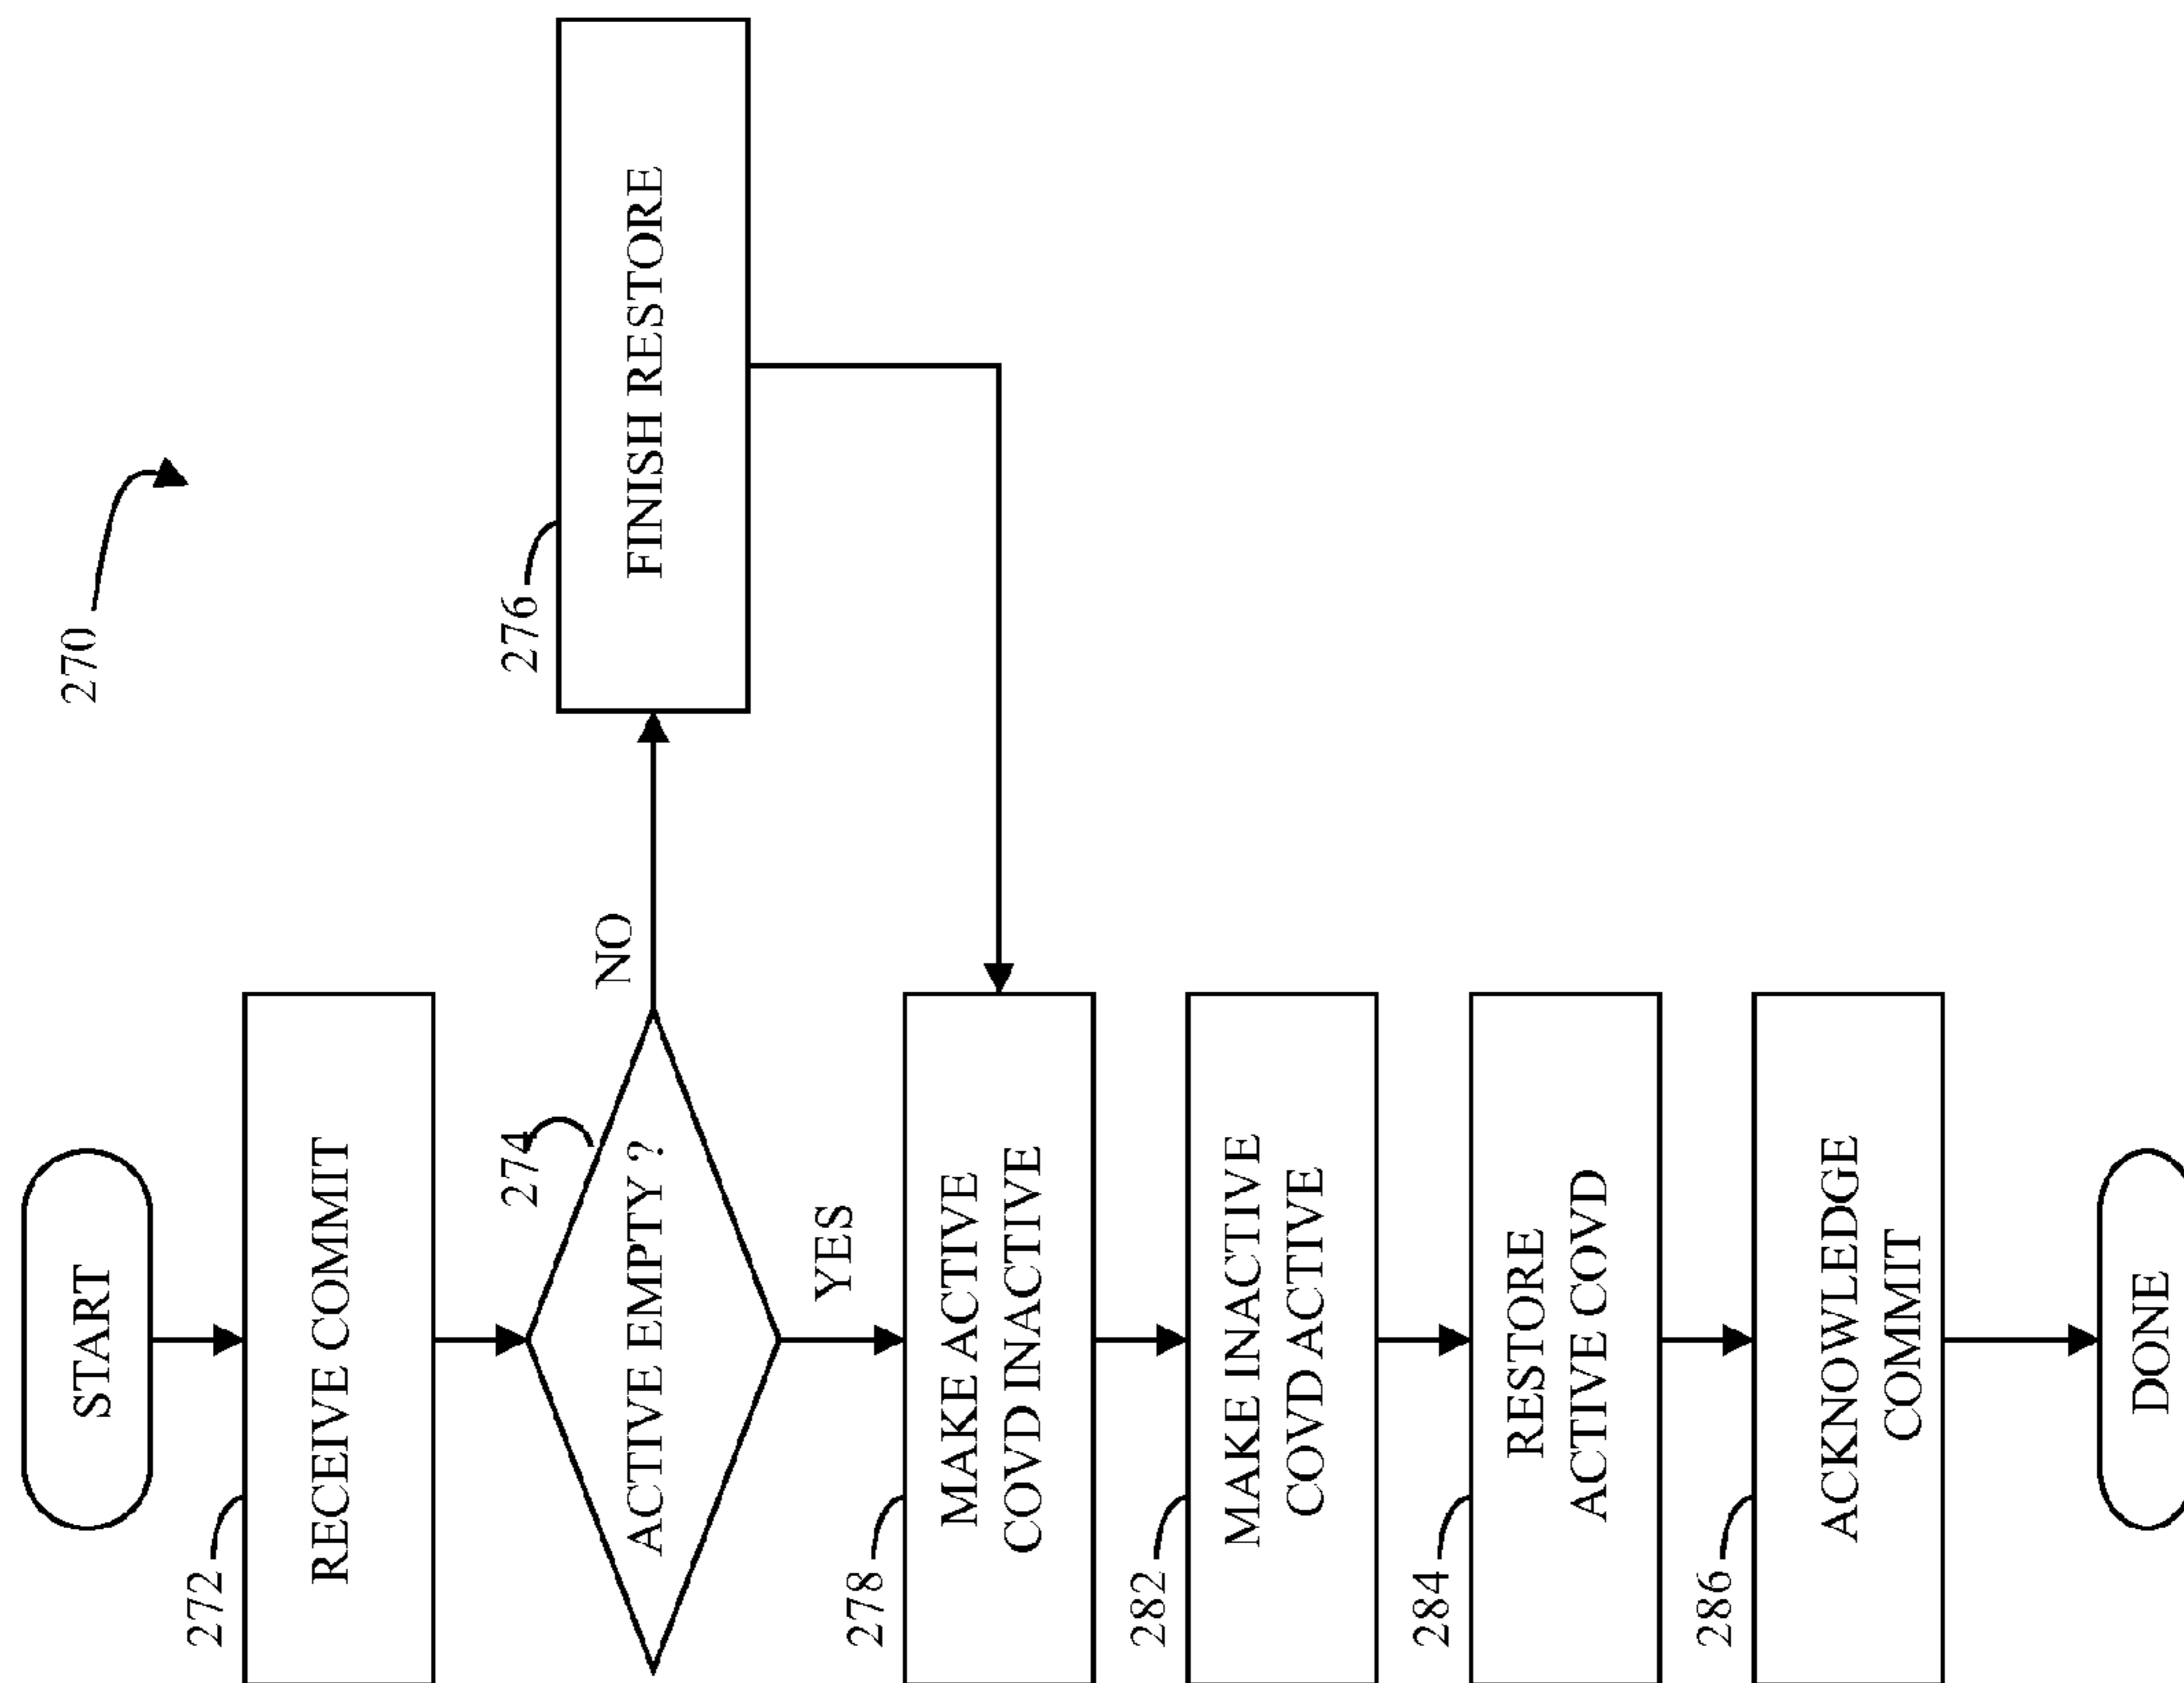 270
START
272
RECEIVE COMMIT
274
ACTIVE EMPTY ?
NO
276
FINISH RESTORE
YES
278
MAKE ACTIVE
COVD INACTIVE
282
MAKE INACTIVE
COVD ACTIVE
284
RESTORE
ACTIVE COVD
286
ACKNOWLEDGE
COMMIT
DONE